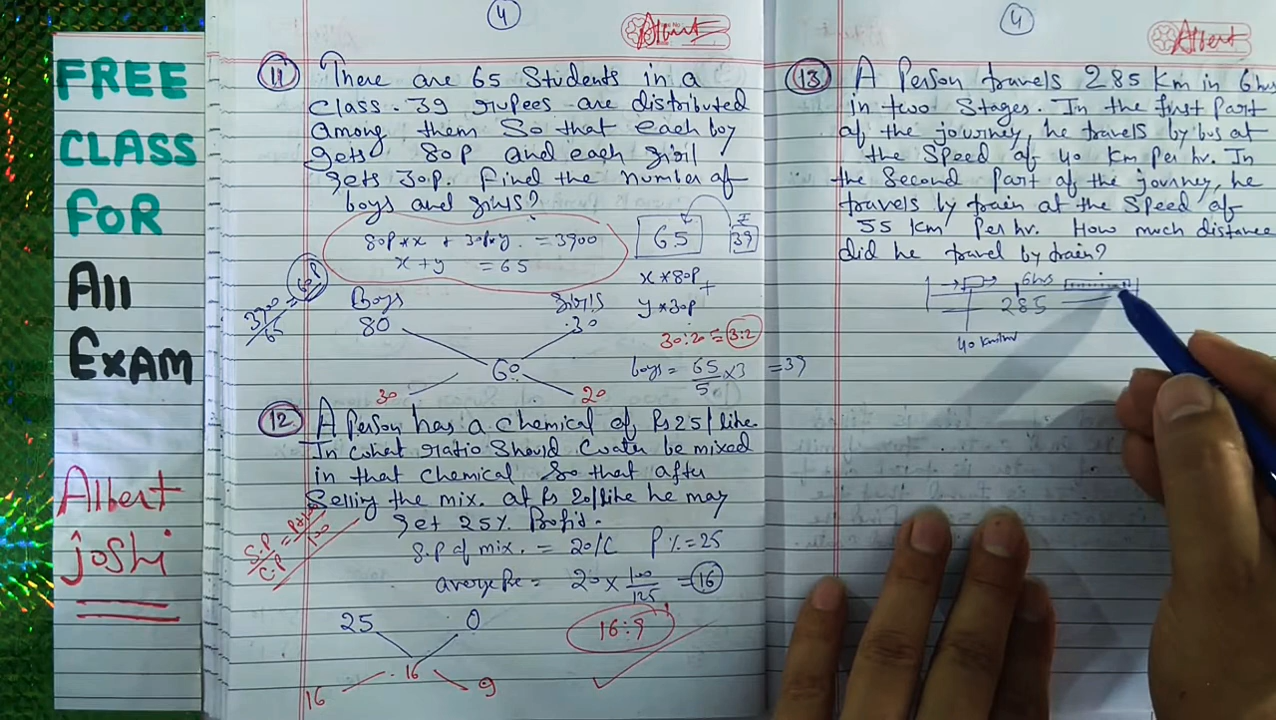 FREE
CLASS
FOR
All
EXAM
Albert
joshi
4
Albert
11 There are 65 Students in a
class. 39 rupees are distributed
among them so that each boy
gets 80P and each girl
gets 30P. Find the number of
boys and girls?
80P*x + 30P*y = 3900
x+y = 65
65
39
x*80P +
y*30P
3900/65 = 60P
Boys
girls
80
30
60
30
20
30:20 = 3:2
boys = 65/5 x3 = 39
12 A Person has a chemical of Rs 25/litre
In what ratio should water be mixed
in that chemical so that after
selling the mix. at Rs 20/litre he may
get 25% Profit.
S.P of mix. = 20/L P% = 25
S.P/C.P =
100
= 20 x 100/125 = 16
25
0
16
16
9
16:9
4
Albert
13 A Person travels 285 Km in 6 hrs
in two Stages. In the first Part
of the journey, he travels by bus at
the Speed of 40 Km Per hr. In
the Second Part of the journey, he
travels by train at the Speed of
55 Km Per hr. How much distance
did he travel by train?
6hrs
285
40 Km/hr